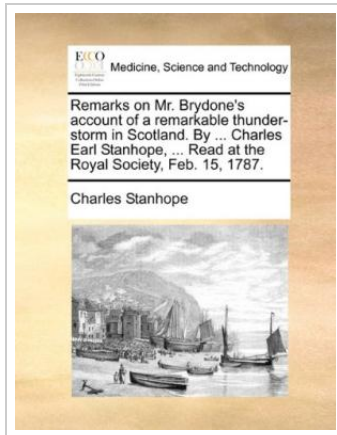 ECCO
Medicine, Science and Technology
Remarks on Mr. Brydone's
account of a remarkable thunder-
storm in Scotland. By ... Charles
Earl Stanhope, ... Read at the
Royal Society, Feb. 15, 1787.
Charles Stanhope